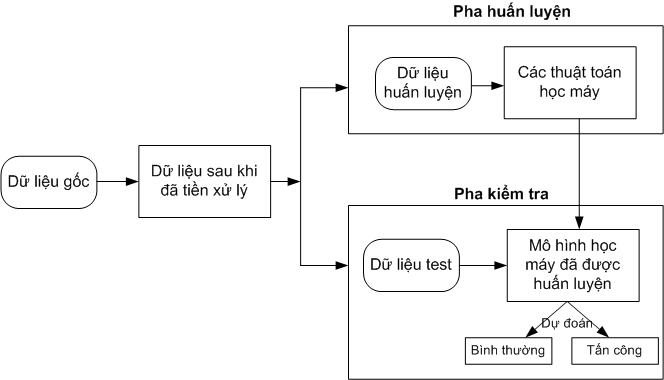 Pha huấn luyện
Dữ liệu
huấn luyện
Các thuật toán
học máy
Dữ liệu gốc
Dữ liệu sau khi
đã tiền xử lý
Pha kiểm tra
Dữ liệu test
Mô hình học
máy đã được
huấn luyện
Dự đoán
Bình thường
Tấn công